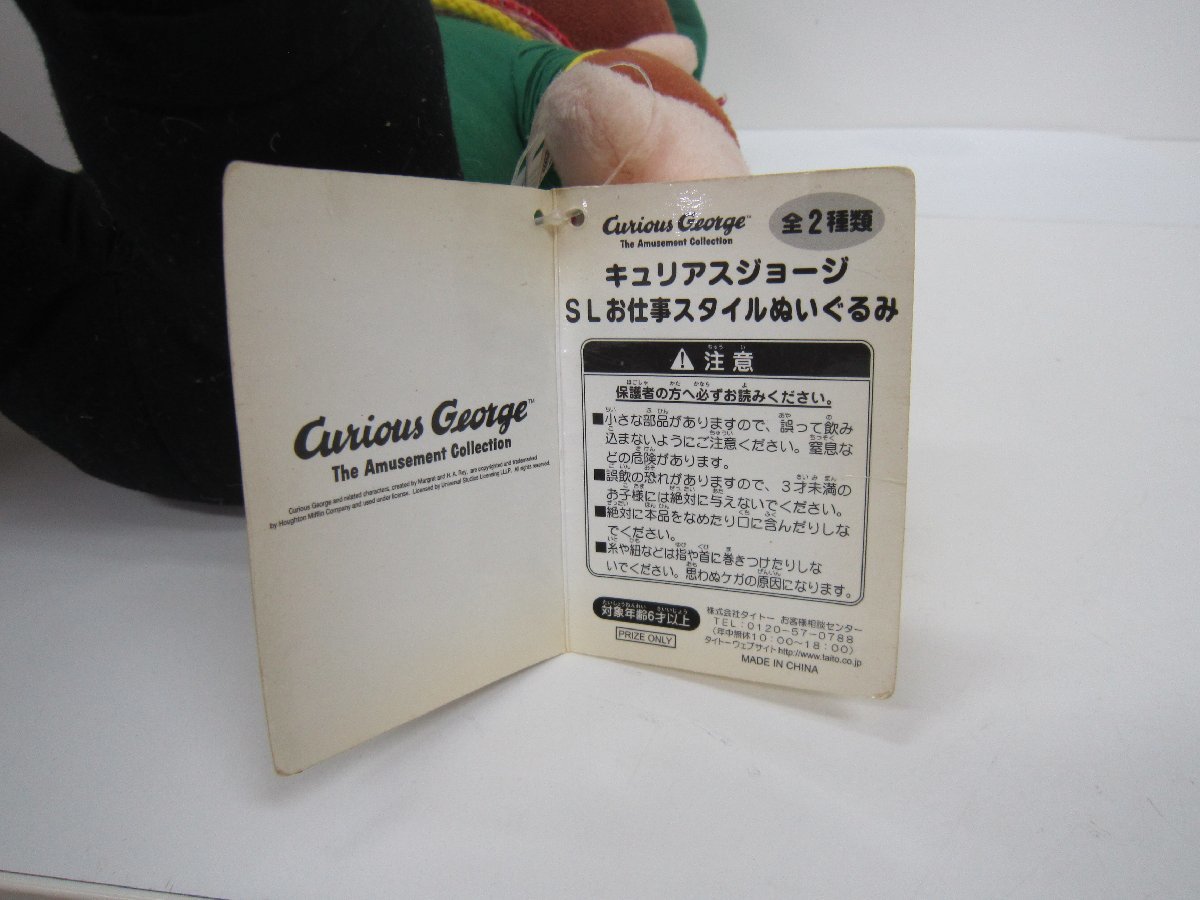 Curious George™
The Amusement Collection
Curious George and related characters, created by Margret and H. A. Rey, are copyrighted and trademarked
by Houghton Mifflin Company and used under license. Licensed by Universal Studios Licensing LLLP. All rights reserved.
Curious George™
The Amusement Collection
全2種類
キュリアスジョージ
SLお仕事スタイルぬいぐるみ
注意
保護者の方へ必ずお読みください。
■小さな部品がありますので、誤って飲み
込まないようにご注意ください。窒息な
どの危険があります。
■誤飲の恐れがありますので、3才未満の
お子様には絶対に与えないでください。
■絶対に本品をなめたり口に含んだりしな
でください。
■糸や紐などは指や首に巻きつけたりしな
いでください。思わぬケガの原因になります。
対象年齢6才以上
PRIZE ONLY
株式会社タイトー お客様相談センター
TEL:0120-57-0788
(年中無休10:00~18:00)
タイトーウェブサイトhttp://www.taito.co.jp
MADE IN CHINA